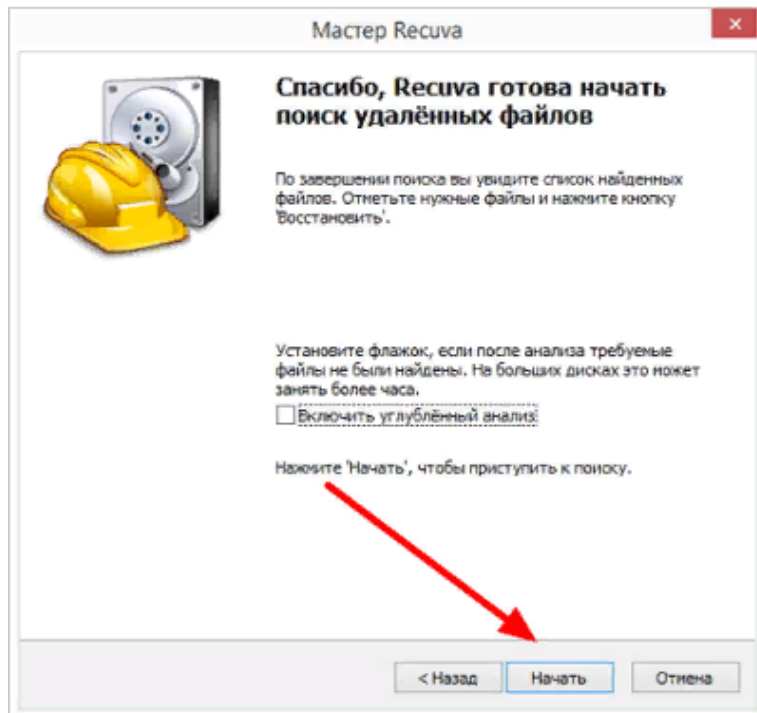 Мастер Recuva
Спасибо, Recuva готова начать
поиск удалённых файлов
По завершении поиска вы увидите список найденных
файлов. Отметьте нужные файлы и нажмите кнопку
'Восстановить'.
Установите флажок, если после анализа требуемые
файлы не были найдены. На больших дисках это может
занять более часа.
Включить углублённый анализ
Нажмите 'Начать', чтобы приступить к поиску.
< Назад Начать Отмена